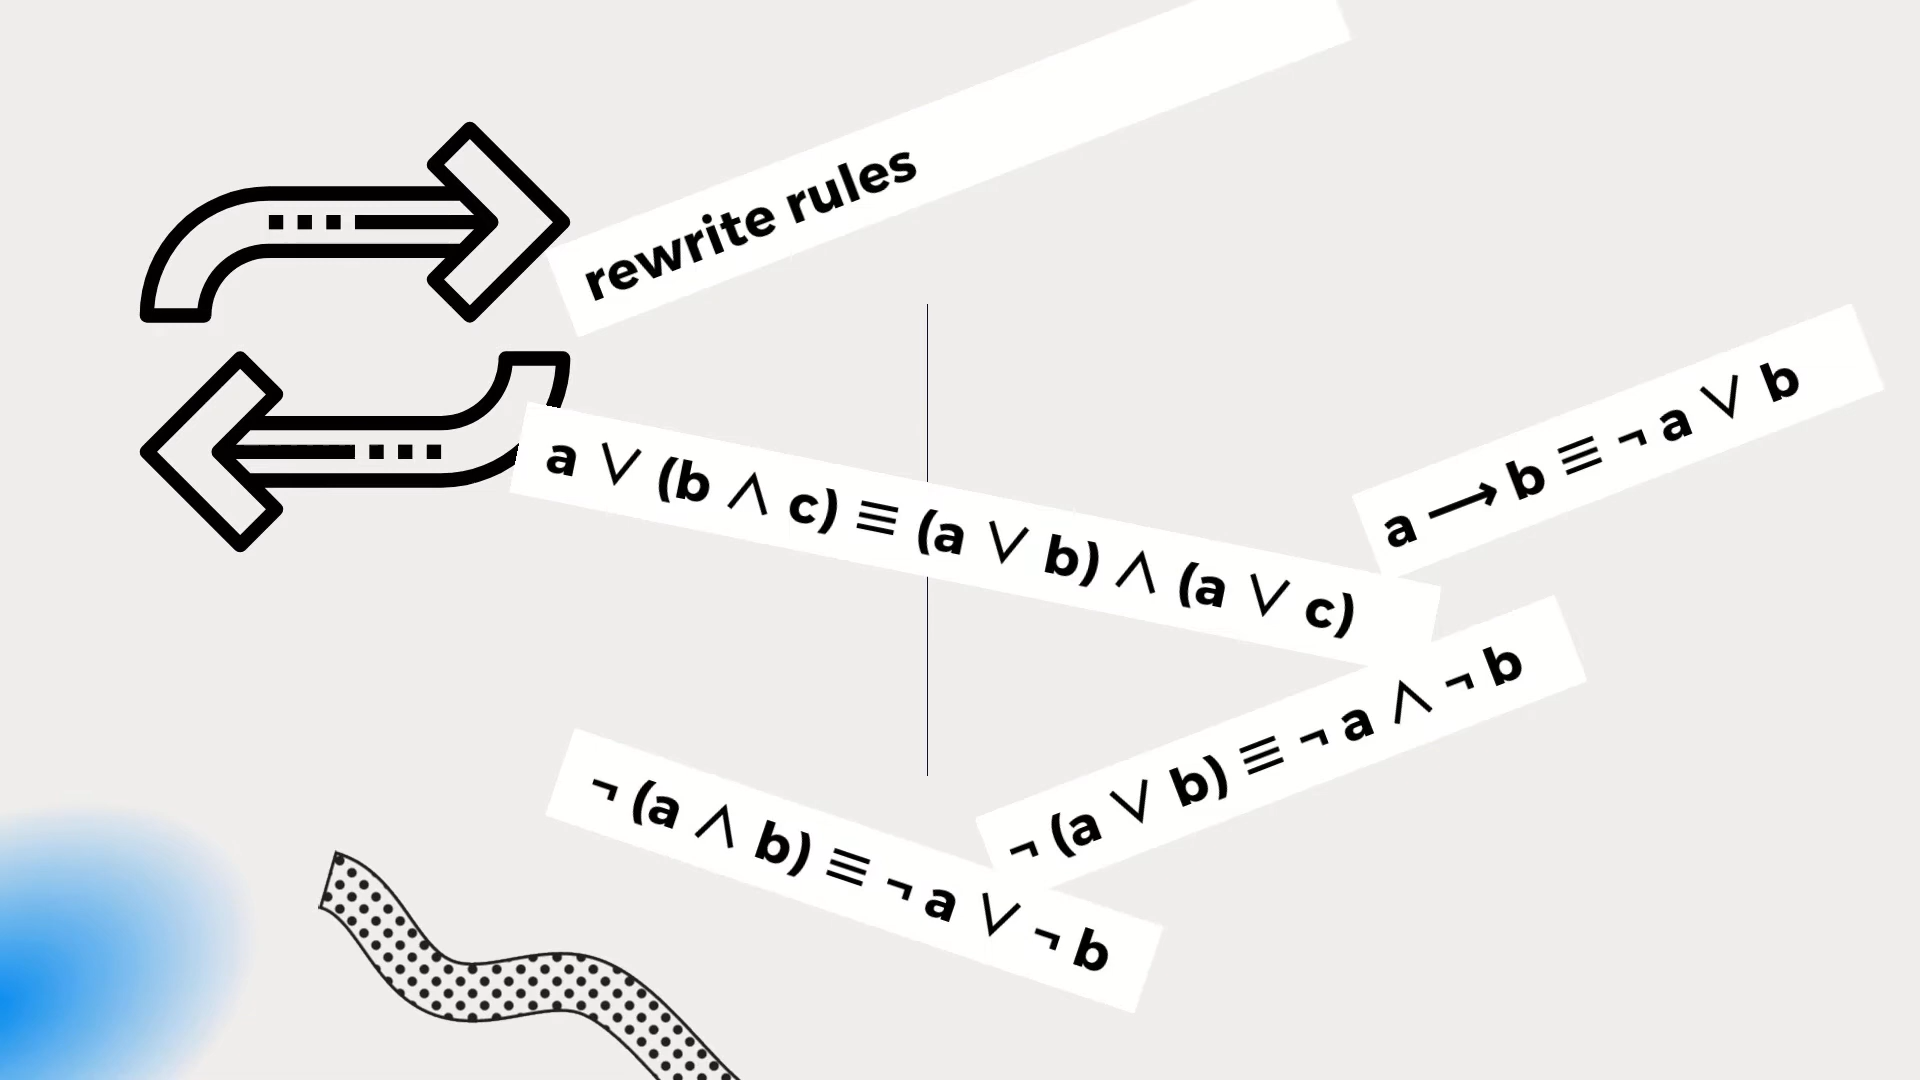 rewrite rules
a ⟶ b ≡ ¬ a ∨ b
a ∨ (b ∧ c) ≡ (a ∨ b) ∧ (a ∨ c)
¬ (a ∨ b) ≡ ¬ a ∧ ¬ b
¬ (a ∧ b) ≡ ¬ a ∨ ¬ b